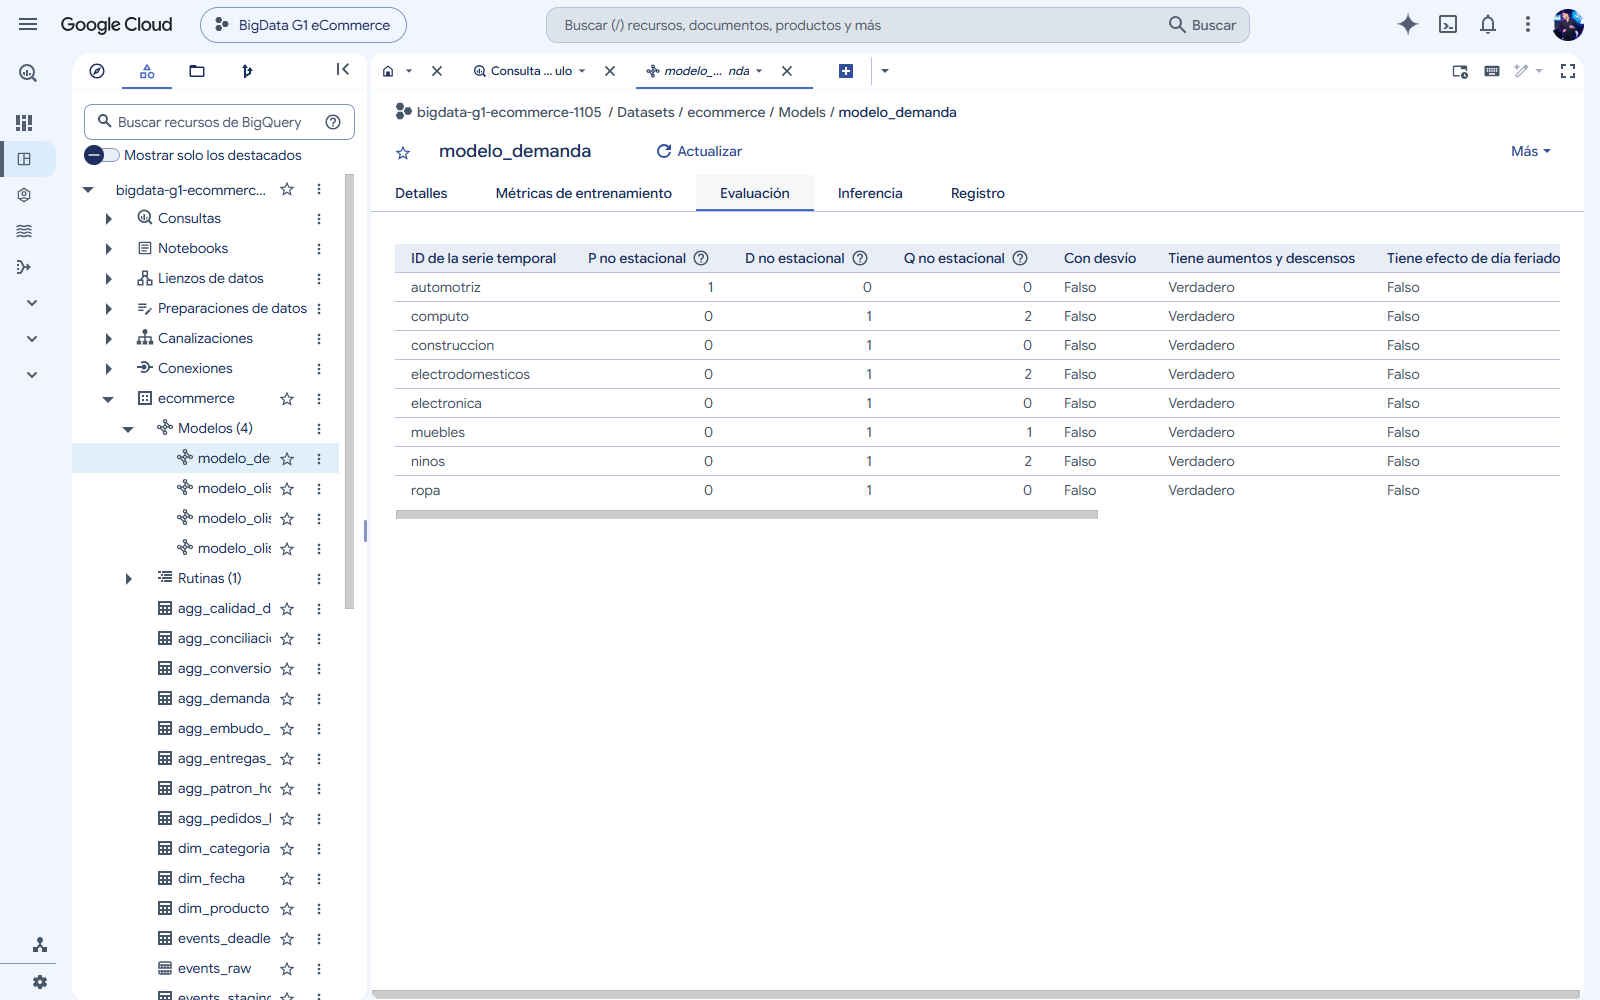 Google Cloud
BigData G1 eCommerce
Buscar (/) recursos, documentos, productos y más
Buscar
Consulta ... ulo
modelo_... nda
Buscar recursos de BigQuery
Mostrar solo los destacados
bigdata-g1-ecommerc...
Consultas
Notebooks
Lienzos de datos
Preparaciones de datos
Canalizaciones
Conexiones
ecommerce
Modelos (4)
modelo_de
modelo_olis
modelo_olis
modelo_olis
Rutinas (1)
agg_calidad_d
agg_conciliaci
agg_conversio
agg_demanda
agg_embudo_
agg_entregas_
agg_patron_ho
agg_pedidos_h
dim_categoria
dim_fecha
dim_producto
events_deadle
events_raw
events_staging
bigdata-g1-ecommerce-1105 / Datasets / ecommerce / Models / modelo_demanda
modelo_demanda
Actualizar
Más
Detalles
Métricas de entrenamiento
Evaluación
Inferencia
Registro
ID de la serie temporal P no estacional D no estacional Q no estacional Con desvío Tiene aumentos y descensos Tiene efecto de día feriado
automotriz 1 0 0 Falso Verdadero Falso
computo 0 1 2 Falso Verdadero Falso
construccion 0 1 0 Falso Verdadero Falso
electrodomesticos 0 1 2 Falso Verdadero Falso
electronica 0 1 0 Falso Verdadero Falso
muebles 0 1 1 Falso Verdadero Falso
ninos 0 1 2 Falso Verdadero Falso
ropa 0 1 0 Falso Verdadero Falso